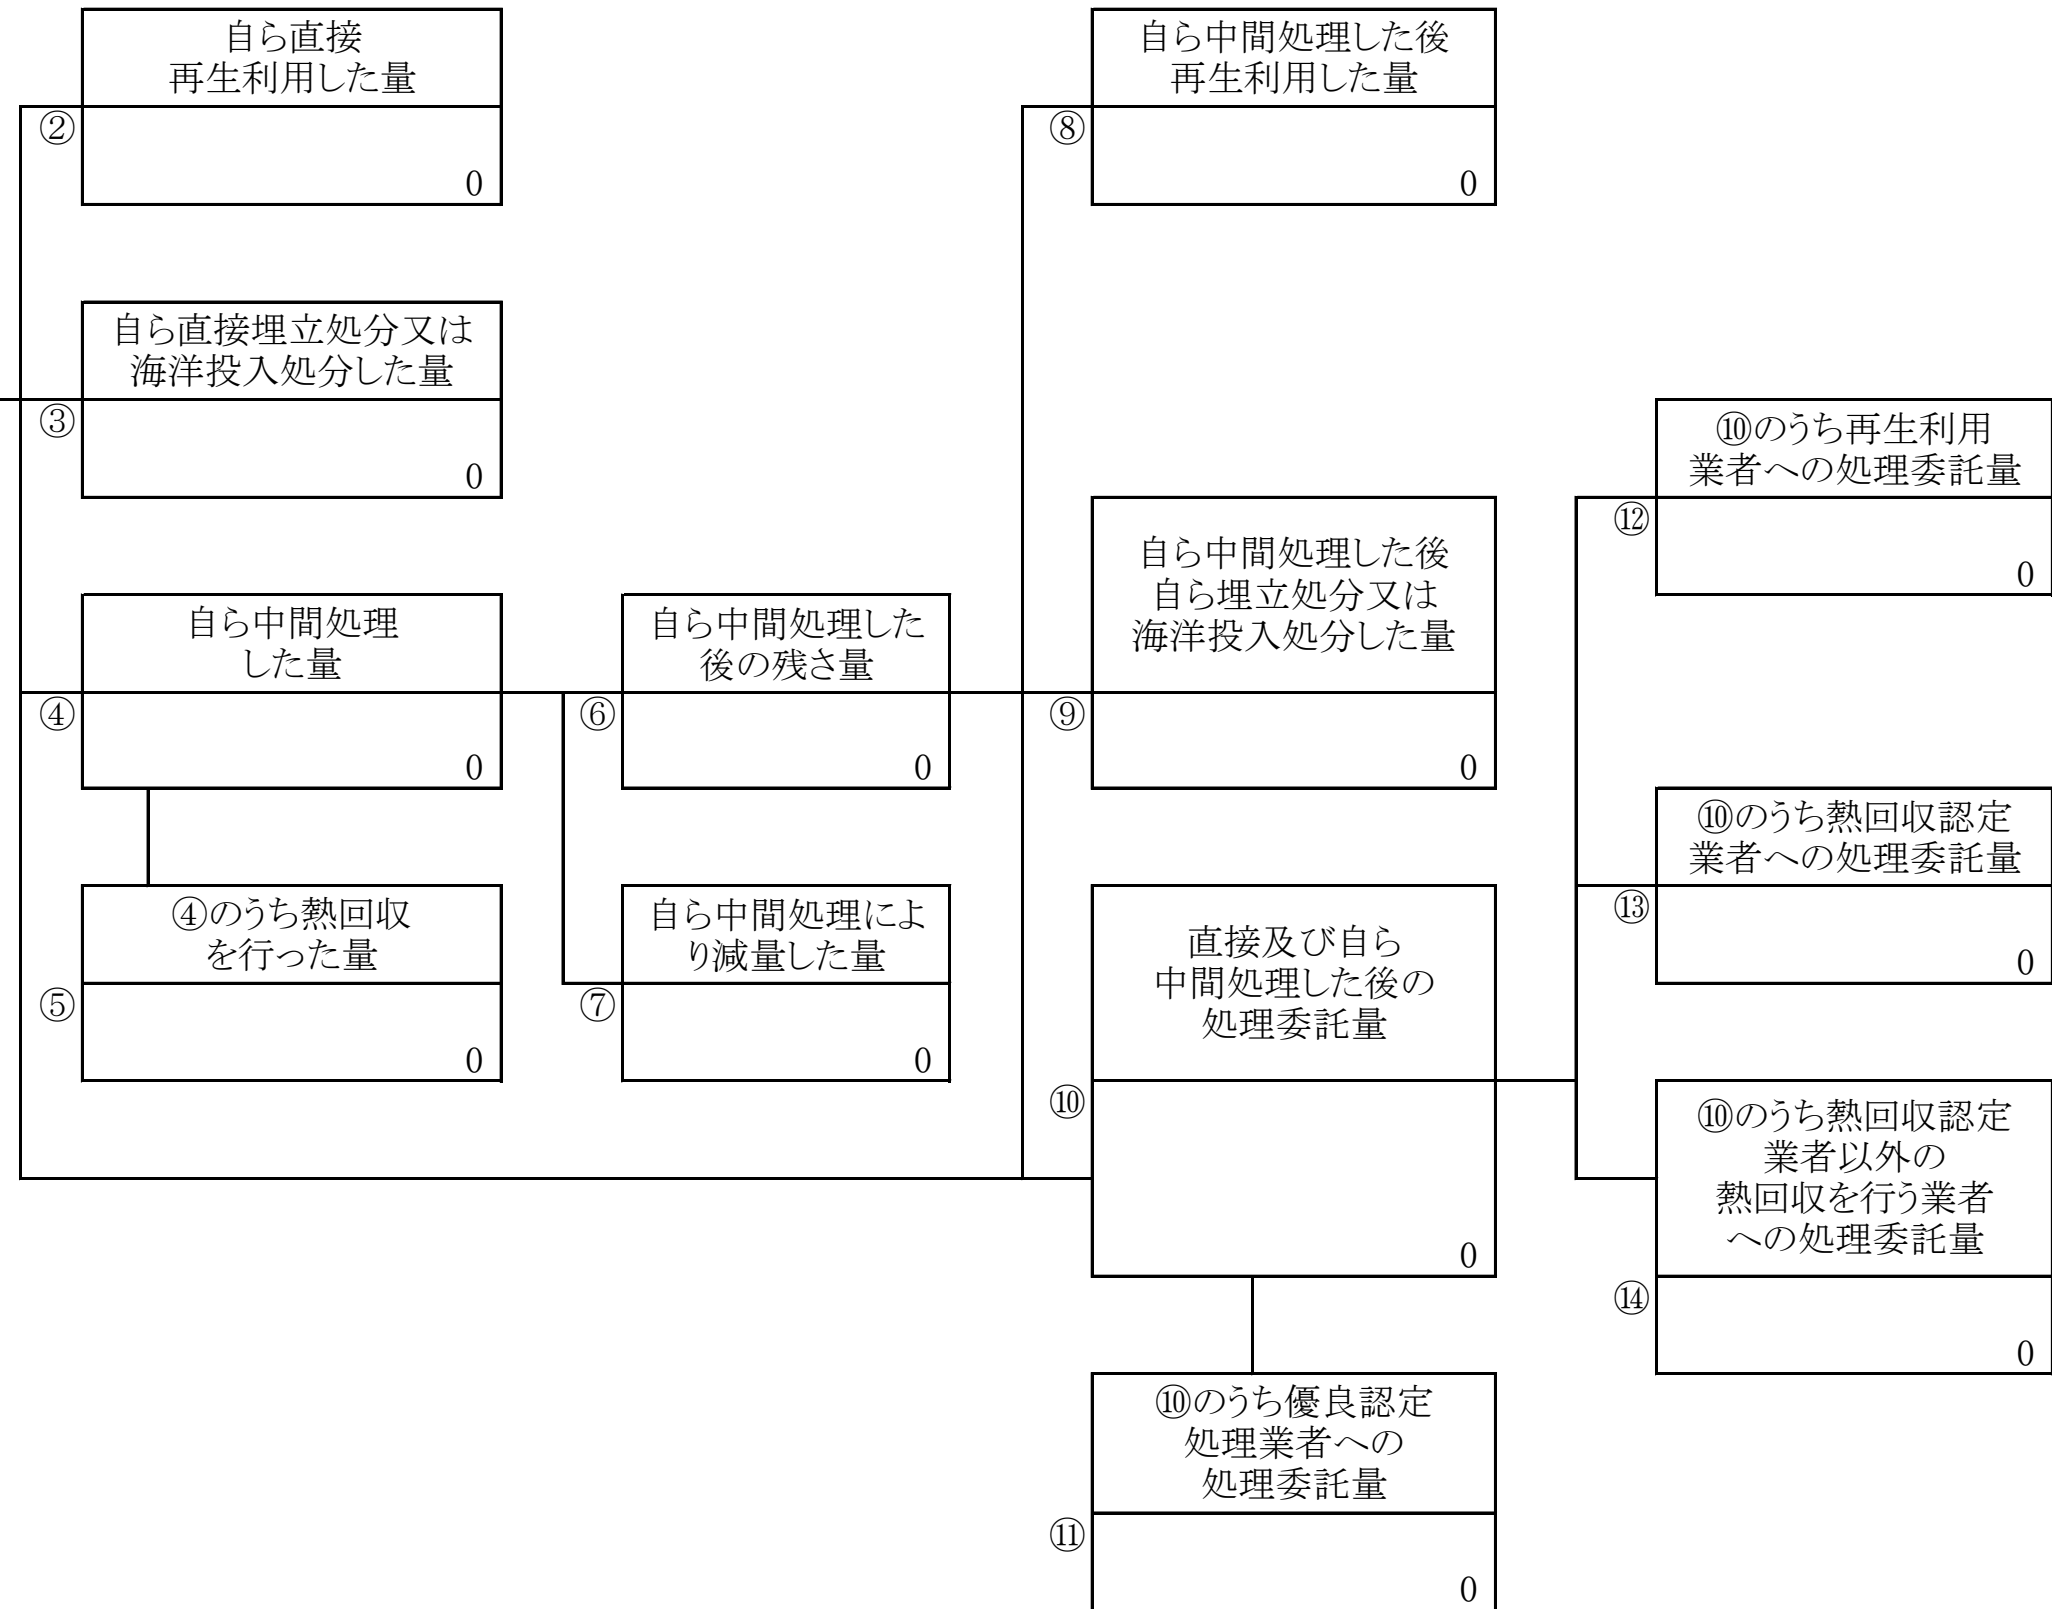 自ら直接
再生利用した量
②
0
自ら中間処理した後
再生利用した量
⑧
0
自ら直接埋立処分又は
海洋投入処分した量
③
0
⑩のうち再生利用
業者への処理委託量
⑫
0
自ら中間処理した後
自ら埋立処分又は
海洋投入処分した量
⑨
0
自ら中間処理
した量
④
0
自ら中間処理した
後の残さ量
⑥
0
⑩のうち熱回収認定
業者への処理委託量
⑬
0
④のうち熱回収
を行った量
⑤
0
自ら中間処理によ
り減量した量
⑦
0
直接及び自ら
中間処理した後の
処理委託量
⑩
0
⑩のうち熱回収認定
業者以外の
熱回収を行う業者
への処理委託量
⑭
0
⑩のうち優良認定
処理業者への
処理委託量
⑪
0